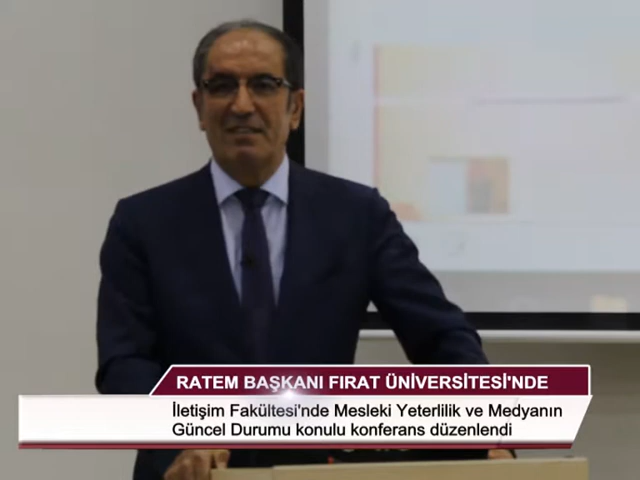 RATEM BAŞKANI FIRAT ÜNİVERSİTESİ'NDE
İletişim Fakültesi'nde Mesleki Yeterlilik ve Medyanın
Güncel Durumu konulu konferans düzenlendi